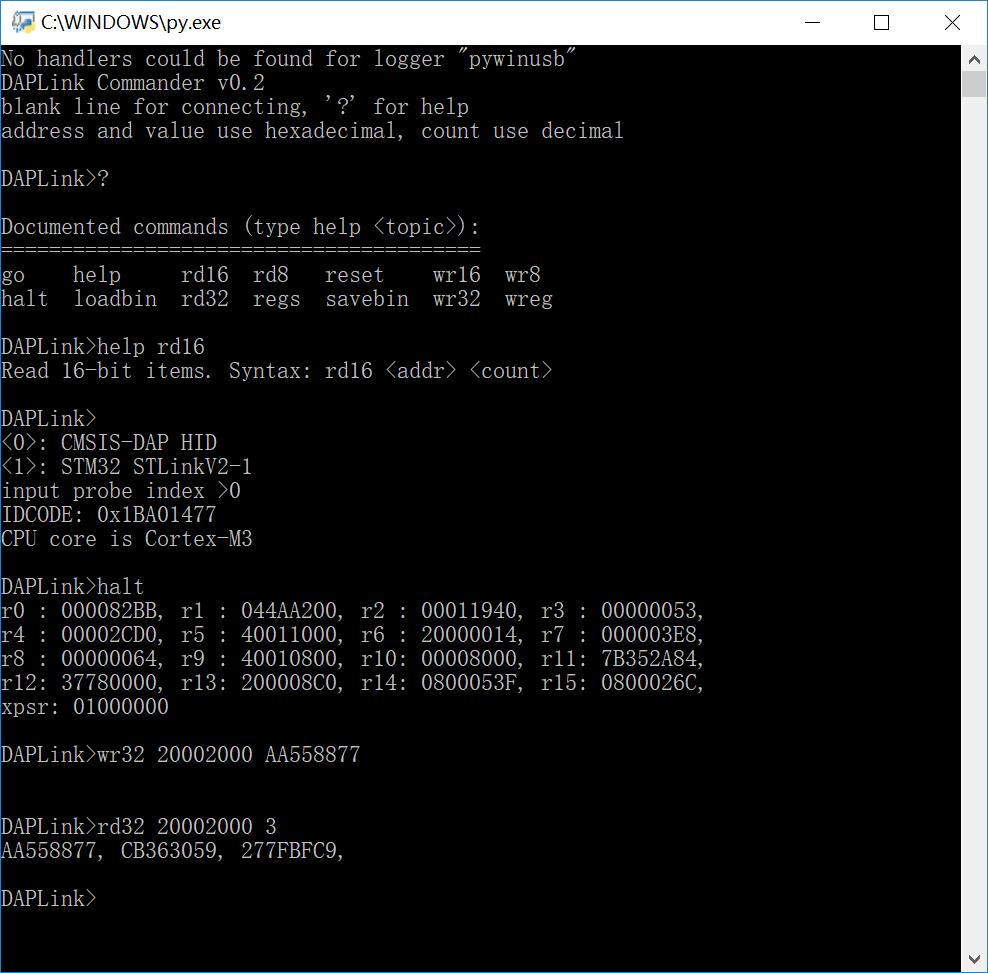 C:\WINDOWS\py.exe
No handlers could be found for logger "pywinusb"
DAPLink Commander v0.2
blank line for connecting, '?' for help
address and value use hexadecimal, count use decimal
DAPLink>?
Documented commands (type help <topic>):
========================================
go    help     rd16  rd8   reset    wr16  wr8
halt  loadbin  rd32  regs  savebin  wr32  wreg
DAPLink>help rd16
Read 16-bit items. Syntax: rd16 <addr> <count>
DAPLink>
<0>: CMSIS-DAP HID
<1>: STM32 STLinkV2-1
input probe index >0
IDCODE: 0x1BA01477
CPU core is Cortex-M3
DAPLink>halt
r0 : 000082BB, r1 : 044AA200, r2 : 00011940, r3 : 00000053,
r4 : 00002CD0, r5 : 40011000, r6 : 20000014, r7 : 000003E8,
r8 : 00000064, r9 : 40010800, r10: 00008000, r11: 7B352A84,
r12: 37780000, r13: 200008C0, r14: 0800053F, r15: 0800026C,
xpsr: 01000000
DAPLink>wr32 20002000 AA558877
DAPLink>rd32 20002000 3
AA558877, CB363059, 277FBFC9,
DAPLink>